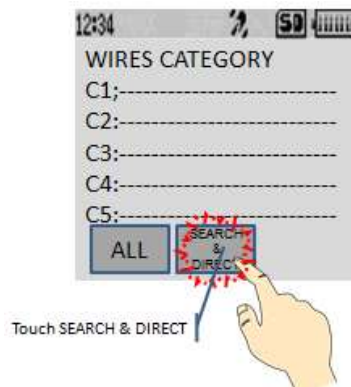 12:34 SD
WIRES CATEGORY
C1;------------------------
C2:------------------------
C3:------------------------
C4:------------------------
C5:------------------------
ALL
SEARCH
&
DIRECT
Touch SEARCH & DIRECT